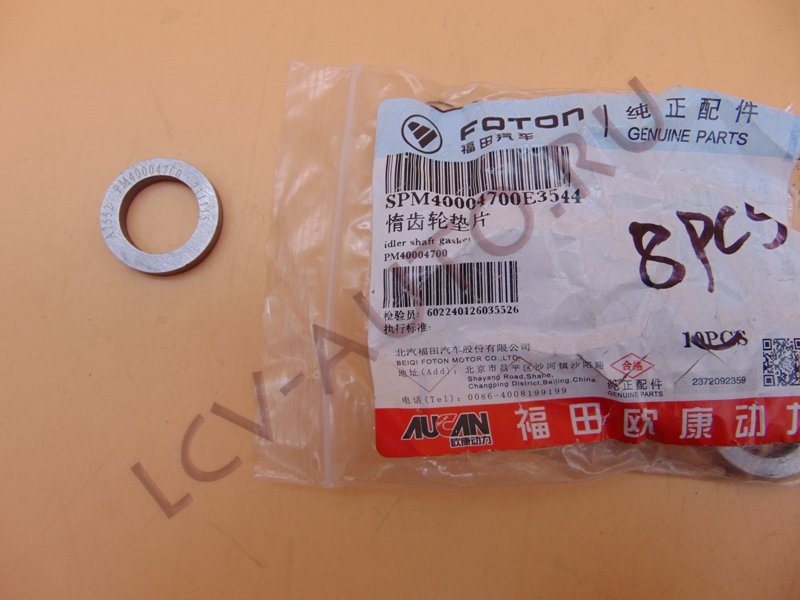 FOTON
福田汽车
纯正配件
GENUINE PARTS
SPM40004700E3544
惰齿轮垫片
idler shaft gasket
PM40004700
8PCS
602240126035526
检验员:
执行标准:
10PCS
北汽福田汽车股份有限公司
BEIQI FOTON MOTOR CO.,LTD.
地址(Add): 北京市昌平区沙河镇沙阳路
Shayang Road,Shahe,
Changping District,Beijing,China.
电话(Tel): 0086-4008199199
合格
纯正配件
GENUINE PARTS
2372092359
AUCAN
欧康动力
福田欧康动力
PM40004700
LCV-AUTO.RU